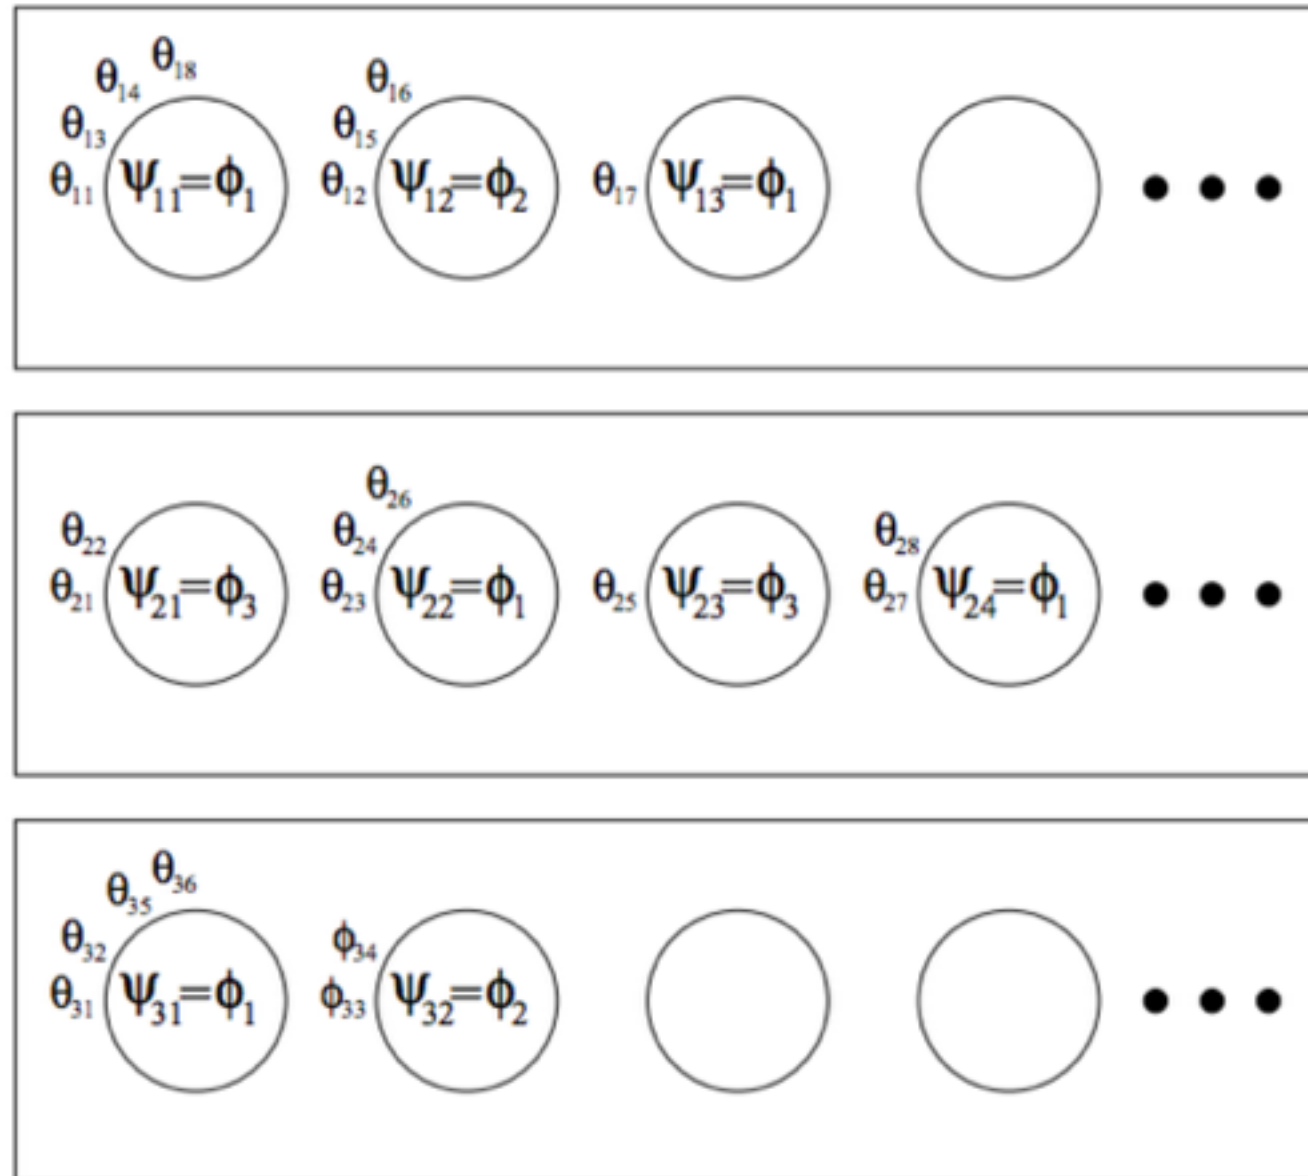 θ₁₈
θ₁₄ θ₁₆
θ₁₃ θ₁₅
θ₁₁ ψ₁₁=ϕ₁ θ₁₂ ψ₁₂=ϕ₂ θ₁₇ ψ₁₃=ϕ₁
θ₂₆
θ₂₂ θ₂₄ θ₂₈
θ₂₁ ψ₂₁=ϕ₃ θ₂₃ ψ₂₂=ϕ₁ θ₂₅ ψ₂₃=ϕ₃ θ₂₇ ψ₂₄=ϕ₁
θ₃₅ θ₃₆
θ₃₂ ϕ₃₄
θ₃₁ ψ₃₁=ϕ₁ ϕ₃₃ ψ₃₂=ϕ₂